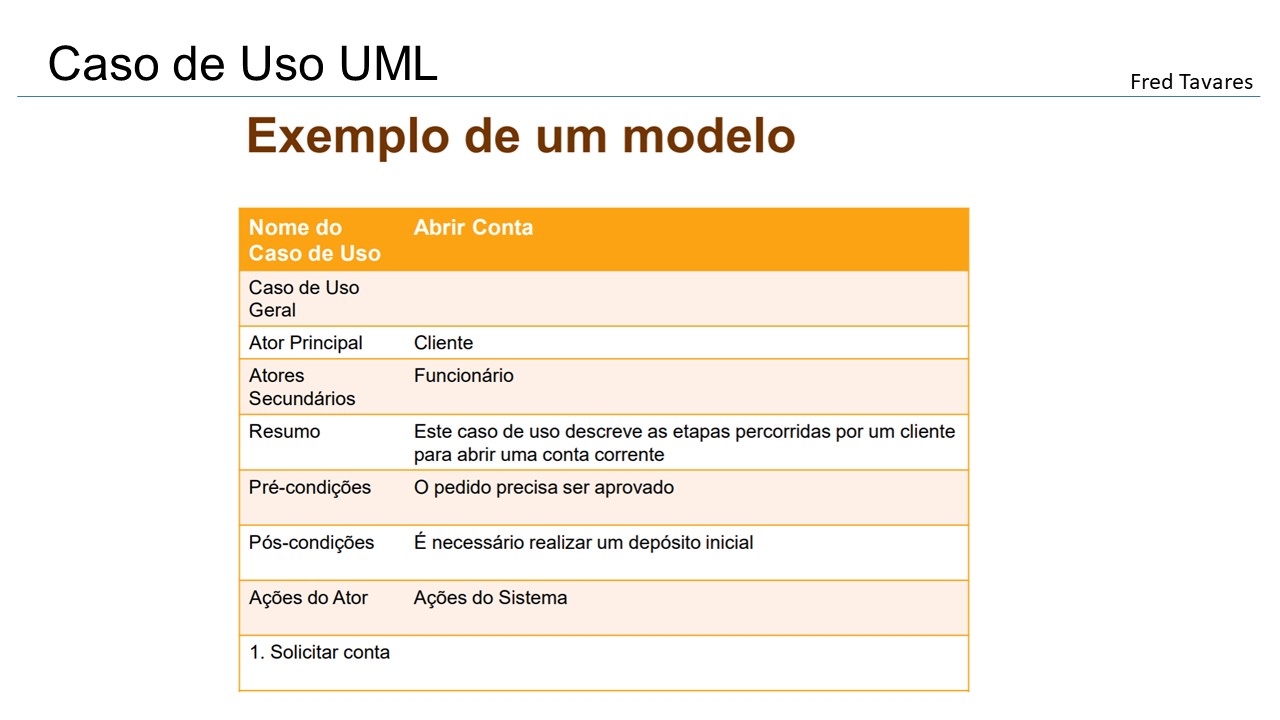 Caso de Uso UML
Fred Tavares
Exemplo de um modelo
Nome do
Caso de Uso
Abrir Conta
Caso de Uso
Geral
Ator Principal
Cliente
Atores
Secundários
Funcionário
Resumo
Este caso de uso descreve as etapas percorridas por um cliente
para abrir uma conta corrente
Pré-condições
O pedido precisa ser aprovado
Pós-condições
É necessário realizar um depósito inicial
Ações do Ator
Ações do Sistema
1. Solicitar conta